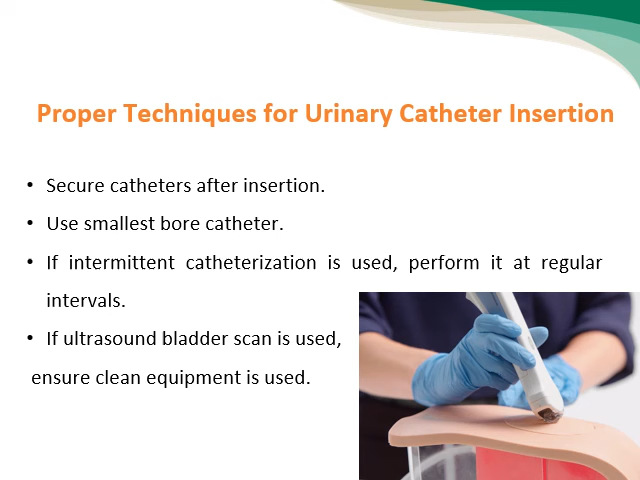 Proper Techniques for Urinary Catheter Insertion
• Secure catheters after insertion.
• Use smallest bore catheter.
• If intermittent catheterization is used, perform it at regular
intervals.
• If ultrasound bladder scan is used,
ensure clean equipment is used.